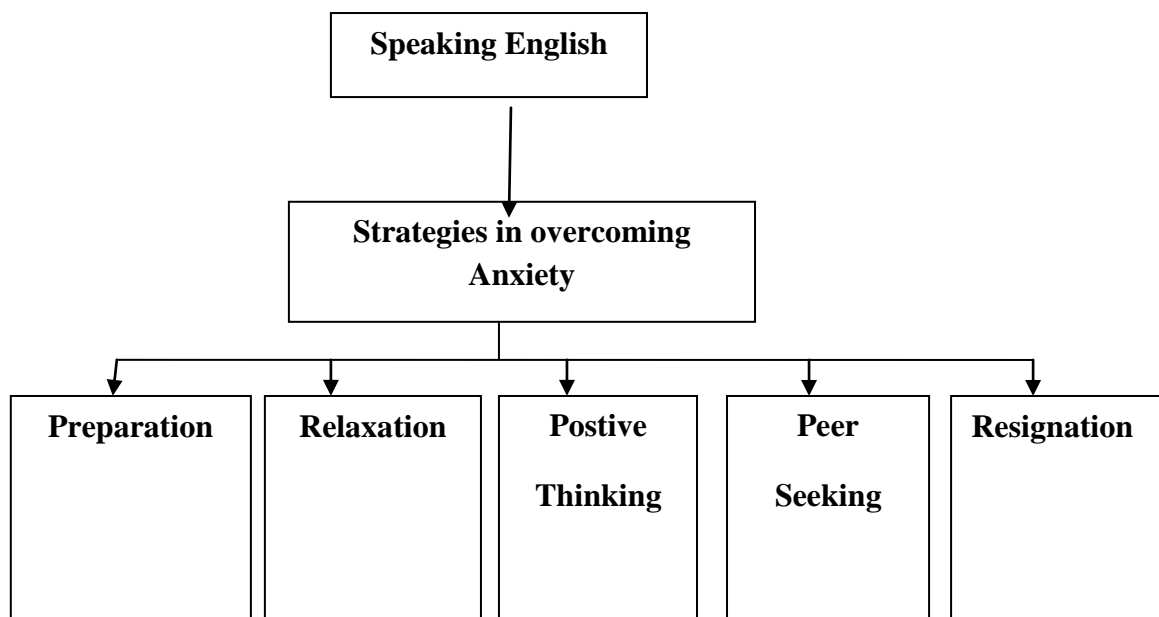 Speaking English
Strategies in overcoming
Anxiety
Preparation
Relaxation
Postive
Thinking
Peer
Seeking
Resignation